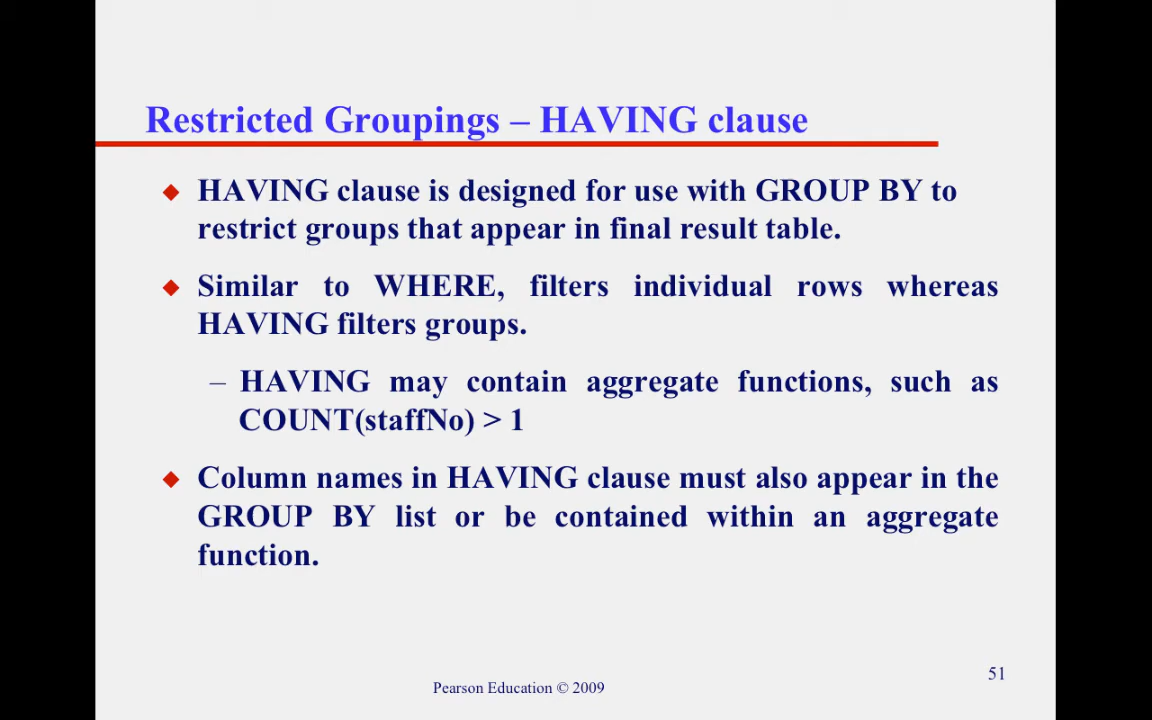 Restricted Groupings – HAVING clause
HAVING clause is designed for use with GROUP BY to
restrict groups that appear in final result table.
Similar to WHERE, filters individual rows whereas
HAVING filters groups.
– HAVING may contain aggregate functions, such as
COUNT(staffNo) > 1
Column names in HAVING clause must also appear in the
GROUP BY list or be contained within an aggregate
function.
51
Pearson Education © 2009